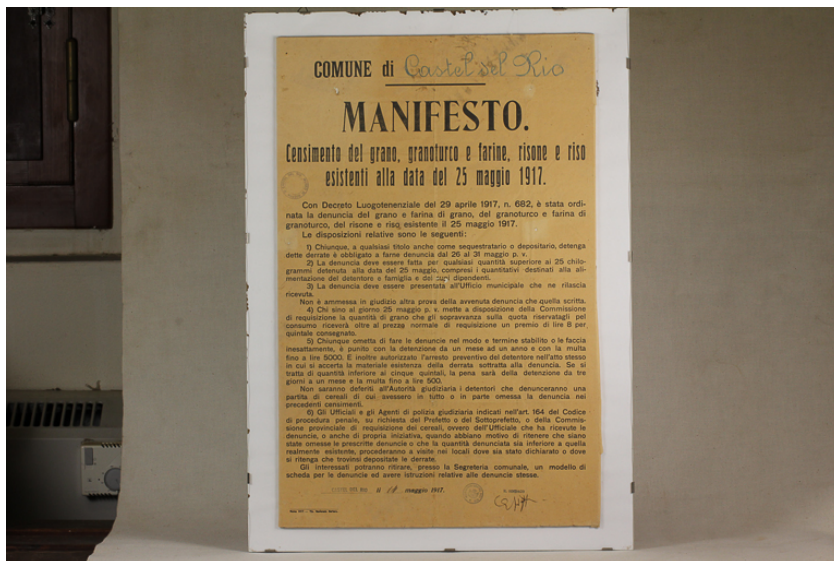 COMUNE di Castel del Rio
MANIFESTO.
Censimento del grano, granoturco e farine, risone e riso
esistenti alla data del 25 maggio 1917.
Con Decreto Luogotenenziale del 29 aprile 1917, n. 682, è stata ordi-
nata la denuncia del grano e farina di grano, del granoturco e farina di
granoturco, del risone e riso esistente il 25 maggio 1917.
Le disposizioni relative sono le seguenti:
1) Chiunque, a qualsiasi titolo anche come sequestratario o depositario, detenga
dette derrate è obbligato a farne denuncia dal 26 al 31 maggio p. v.
2) La denuncia deve essere fatta per qualsiasi quantità superiore ai 25 chilo-
grammi detenuta alla data del 25 maggio, compresi i quantitativi destinati alla ali-
mentazione del detentore e famiglia e dei suoi dipendenti.
3) La denuncia deve essere presentata all'Ufficio municipale che ne rilascia
ricevuta.
Non è ammessa in giudizio altra prova della avvenuta denuncia che quella scritta.
4) Chi sino al giorno 25 maggio p. v. mette a disposizione della Commissione
di requisizione la quantità di grano che gli sopravvanza sulla quota riservatagli pel
consumo riceverà oltre al prezzo normale di requisizione un premio di lire 8 per
quintale consegnato.
5) Chiunque ometta di fare le denuncie nel modo e termine stabilito o le faccia
inesattamente, è punito con la detenzione da un mese ad un anno e con la multa
fino a lire 5000. È inoltre autorizzato l'arresto preventivo del detentore nell'atto stesso
in cui si accerta la materiale esistenza della derrata sottratta alla denuncia. Se si
tratta di quantità inferiore ai cinque quintali, la pena sarà della detenzione da tre
giorni a un mese e la multa fino a lire 500.
Non saranno deferiti all'Autorità giudiziaria i detentori che denunceranno una
partita di cereali di cui avessero in tutto o in parte omessa la denuncia nei
precedenti censimenti.
6) Gli Ufficiali e gli Agenti di polizia giudiziaria indicati nell'art. 164 del Codice
di procedura penale, su richiesta del Prefetto o del Sottoprefetto, o della Commis-
sione provinciale di requisizione dei cereali, ovvero dell'Ufficiale che ha ricevute le
denuncie, o anche di propria iniziativa, quando abbiano motivo di ritenere che siano
state omesse le prescritte denuncie o che la quantità denunciata sia inferiore a quella
realmente esistente, procederanno a visite nei locali dove sia stato dichiarato o dove
si ritenga che trovinsi depositate le derrate.
Gli interessati potranno ritirare, presso la Segreteria comunale, un modello di
scheda per le denuncie ed avere istruzioni relative alle denuncie stesse.
il 18 maggio 1917.